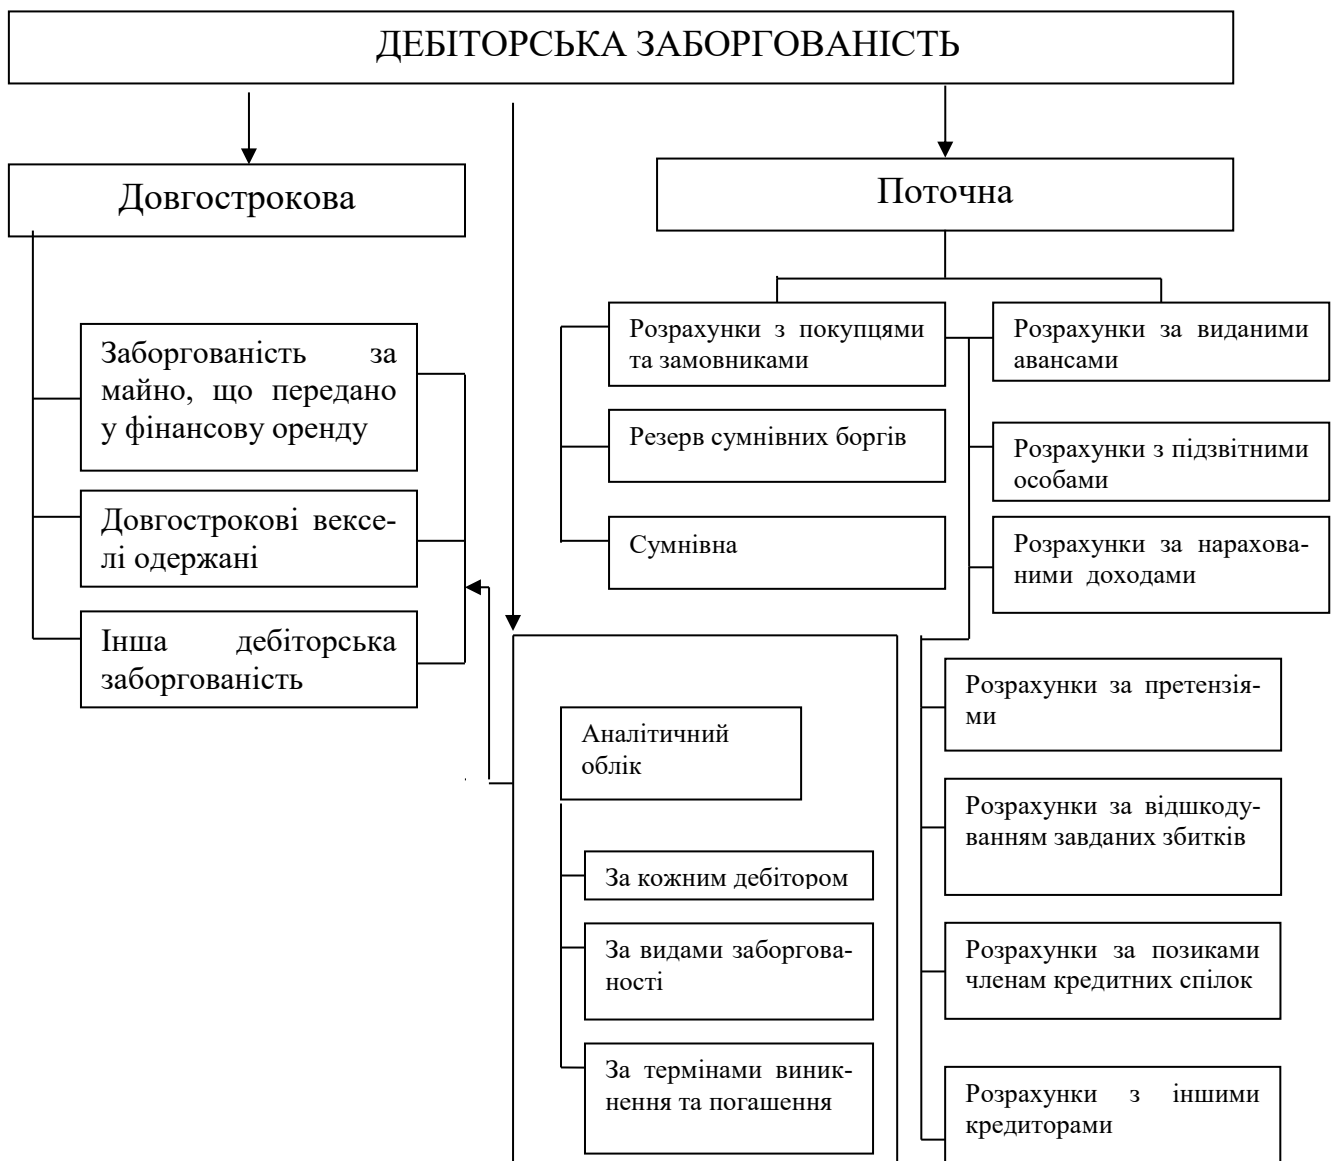 ДЕБІТОРСЬКА ЗАБОРГОВАНІСТЬ
Довгострокова
Поточна
Заборгованість за
майно, що передано
у фінансову оренду
Довгострокові вексе-
лі одержані
Інша дебіторська
заборгованість
Розрахунки з покупцями
та замовниками
Резерв сумнівних боргів
Сумнівна
Розрахунки за виданими
авансами
Розрахунки з підзвітними
особами
Розрахунки за нарахова-
ними доходами
Аналітичний
облік
За кожним дебітором
За видами заборгова-
ності
За термінами виник-
нення та погашення
Розрахунки за претензія-
ми
Розрахунки за відшкоду-
ванням завданих збитків
Розрахунки за позиками
членам кредитних спілок
Розрахунки з іншими
кредиторами